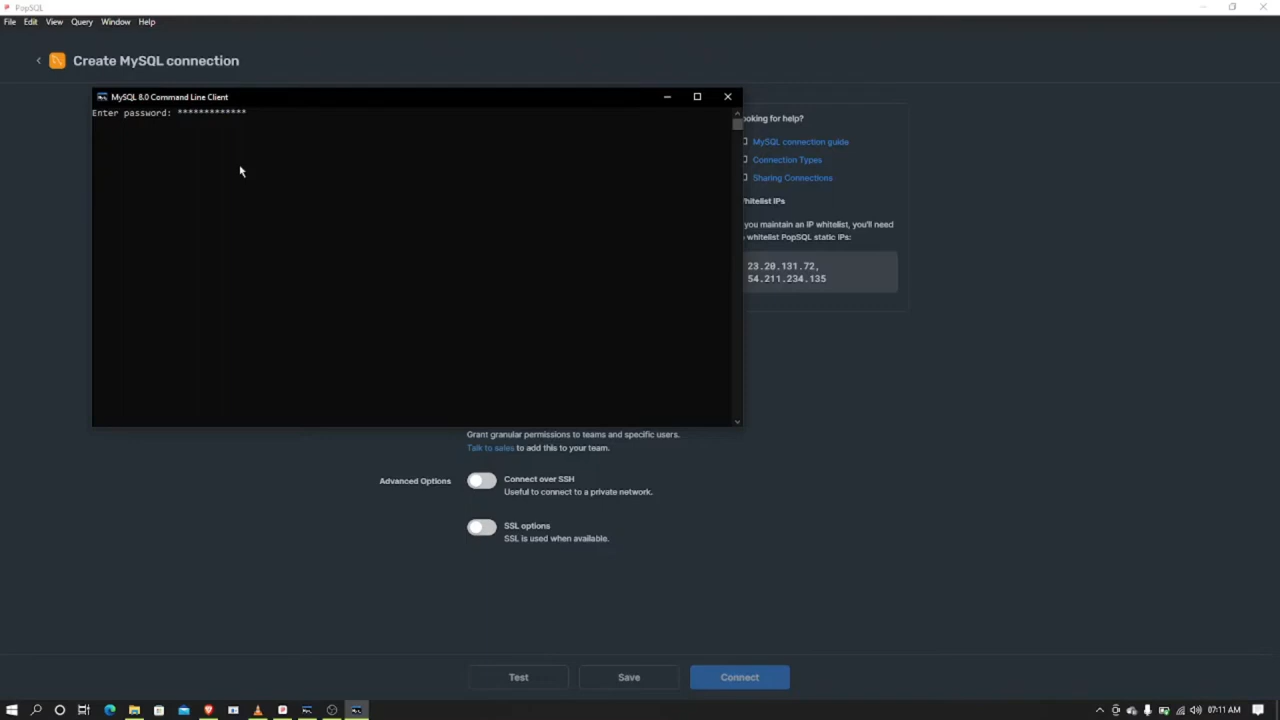 PopSQL
File Edit View Query Window Help
Create MySQL connection
MySQL 8.0 Command Line Client
Enter password: *************
ooking for help?
MySQL connection guide
Connection Types
Sharing Connections
hitelist IPs
you maintain an IP whitelist, you'll need
whitelist PopSQL static IPs:
23.20.131.72,
54.211.234.135
Grant granular permissions to teams and specific users.
Talk to sales to add this to your team.
Advanced Options
Connect over SSH
Useful to connect to a private network.
SSL options
SSL is used when available.
Test Save Connect
07:11 AM